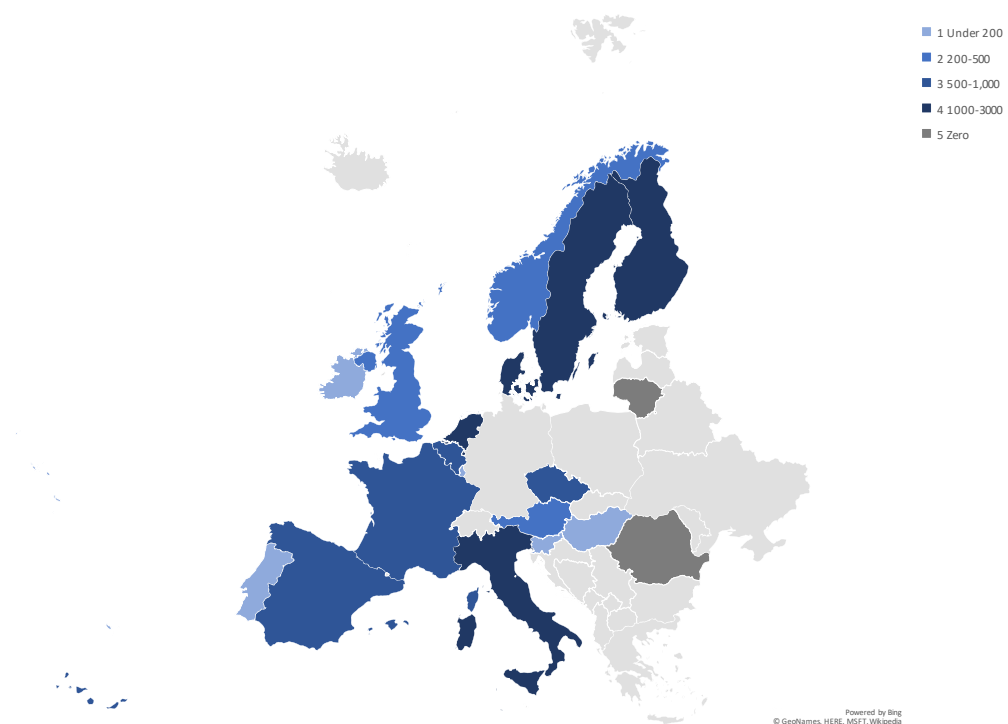 1 Under 200
2 200-500
3 500-1,000
4 1000-3000
5 Zero
Powered by Bing
© GeoNames, HERE, MSFT, Wikipedia